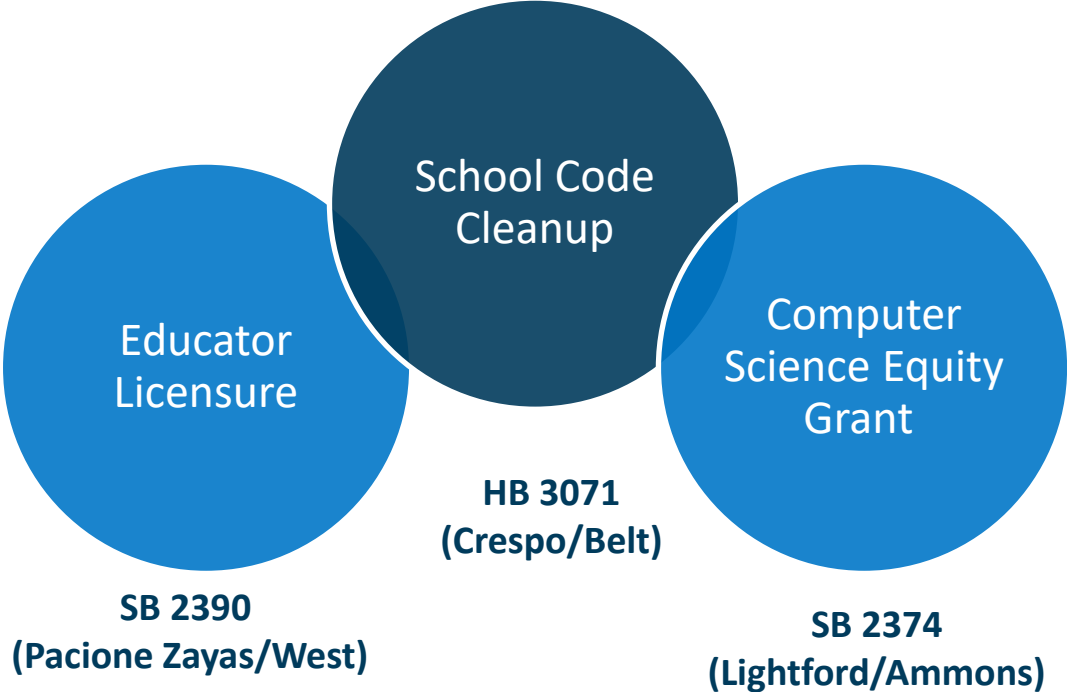 School Code
Cleanup
Educator
Licensure
Computer
Science Equity
Grant
HB 3071
(Crespo/Belt)
SB 2390
(Pacione Zayas/West)
SB 2374
(Lightford/Ammons)